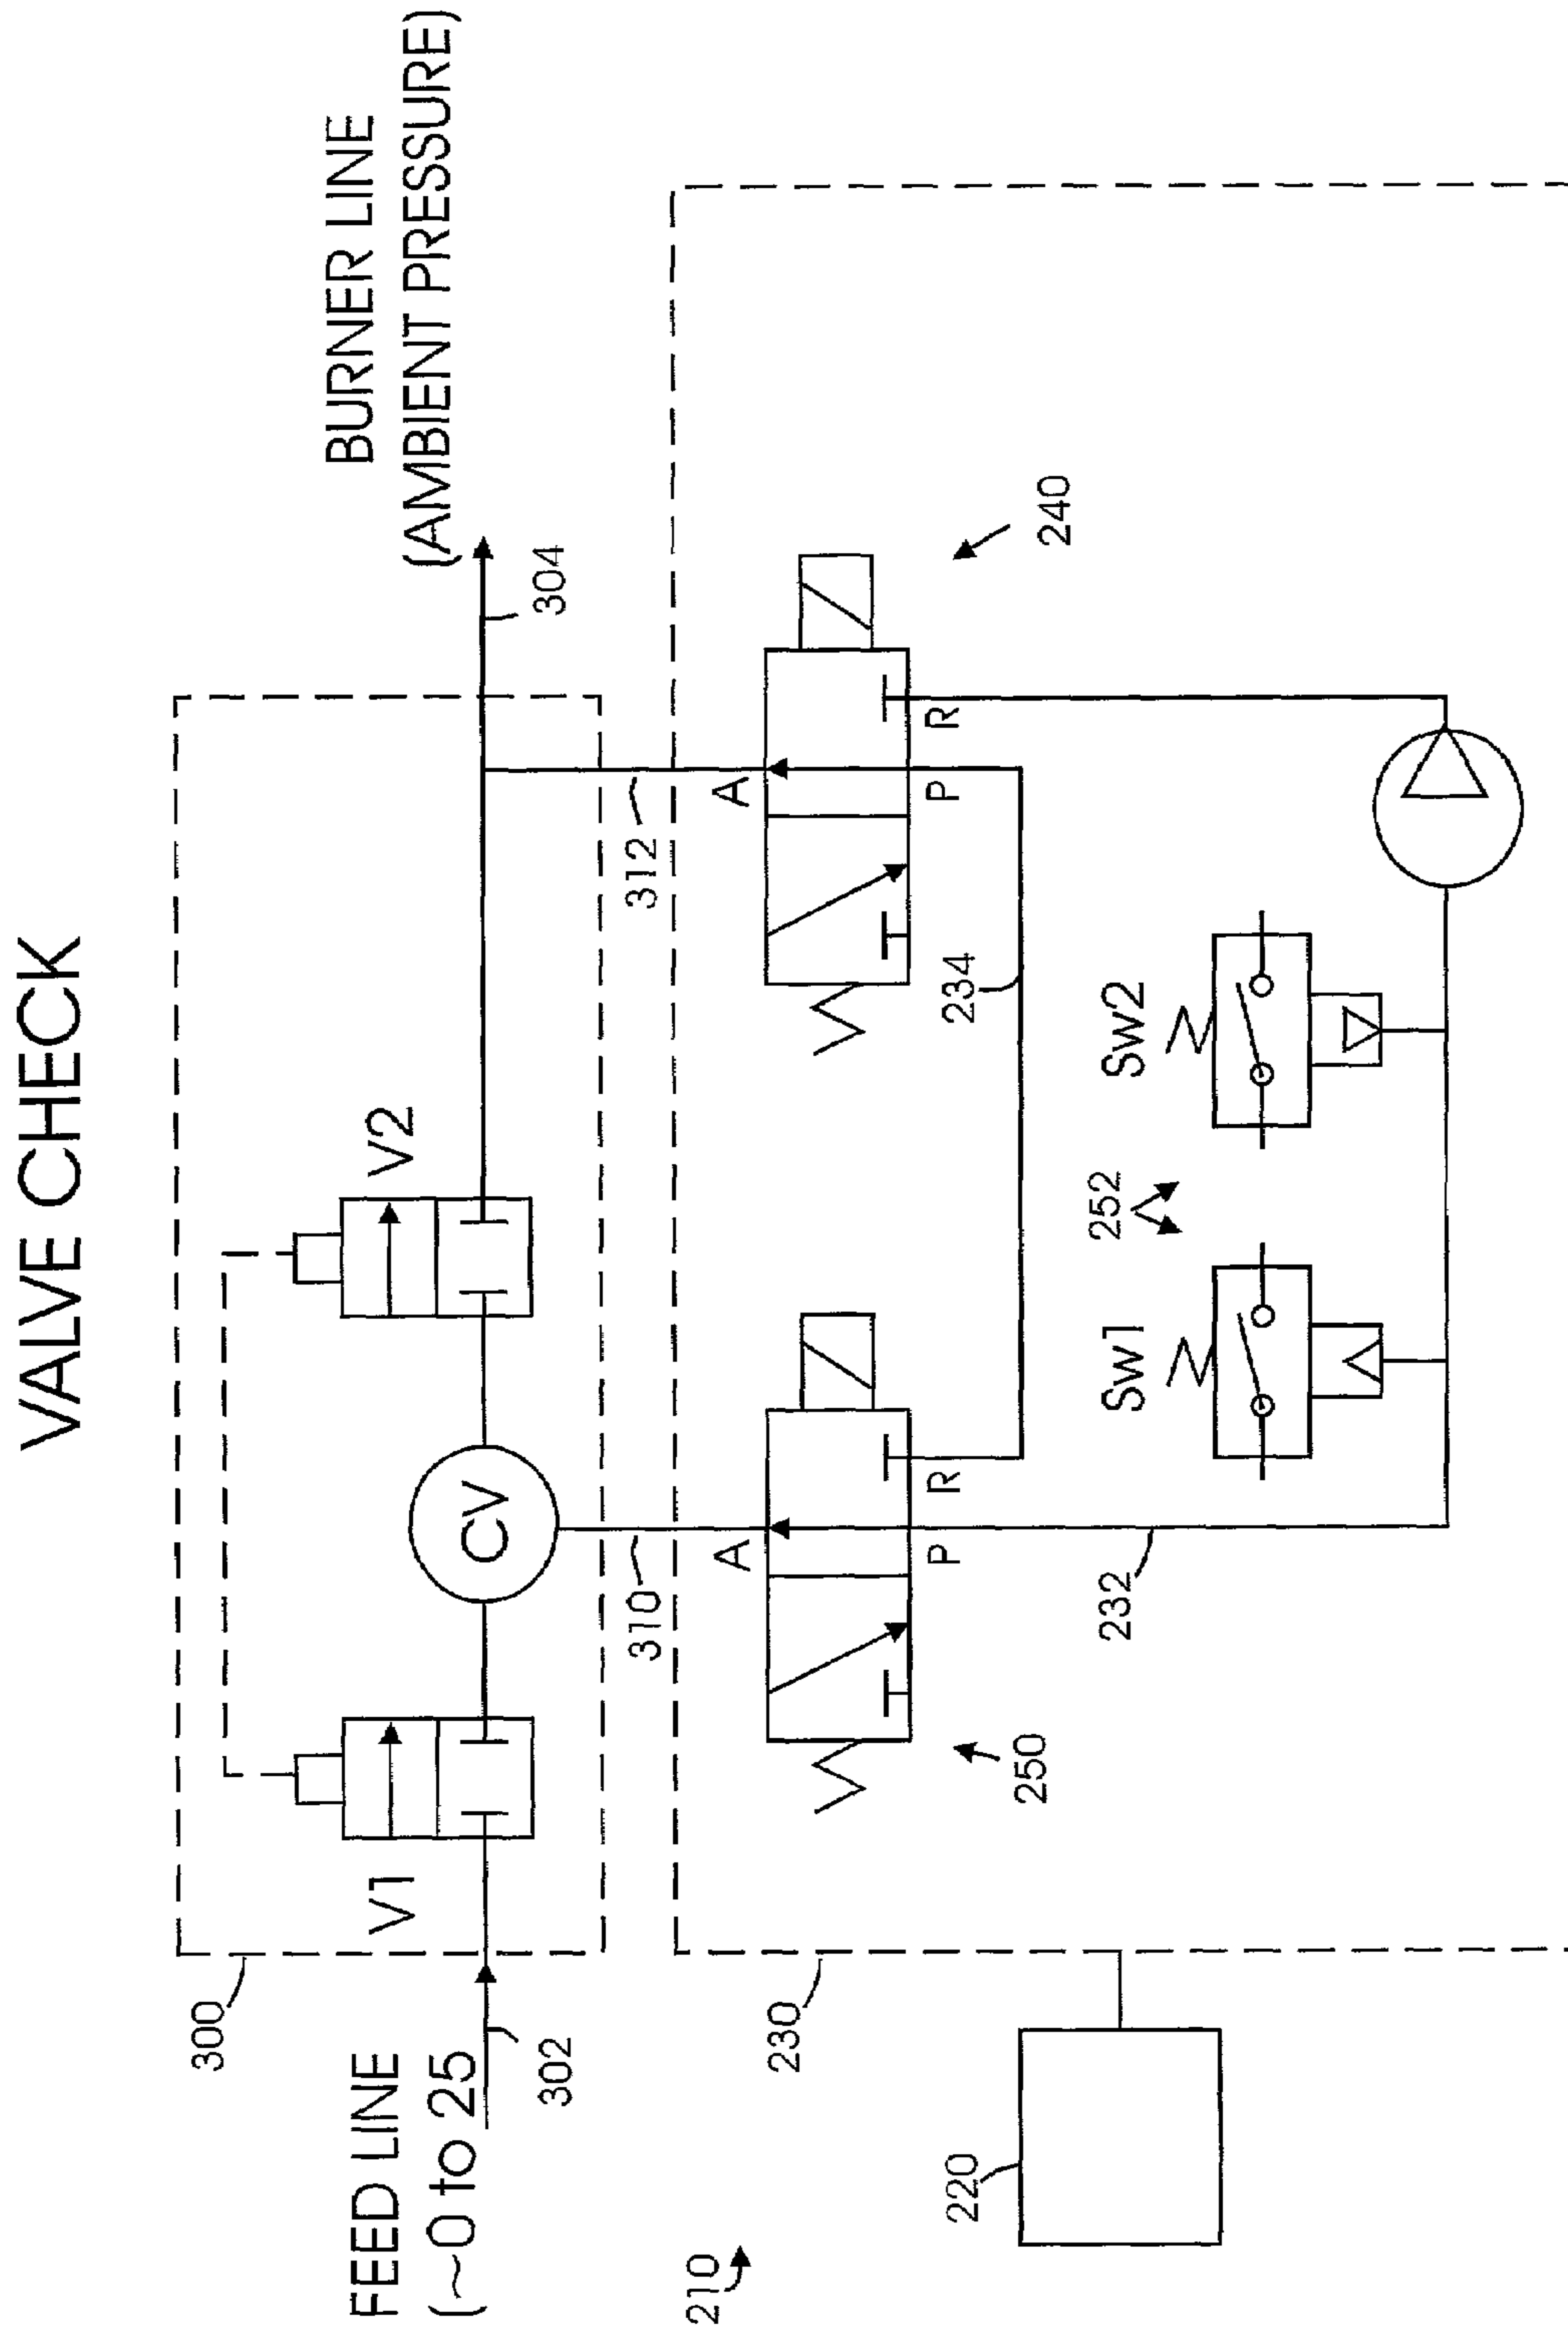 VALVE CHECK
BURNER LINE
(AMBIENT PRESSURE)
FEED LINE
(~0 to 25
300
302
V1
CV
V2
304
310
312
A
P
R
A
P
R
250
240
234
232
Sw1
252
Sw2
230
220
210